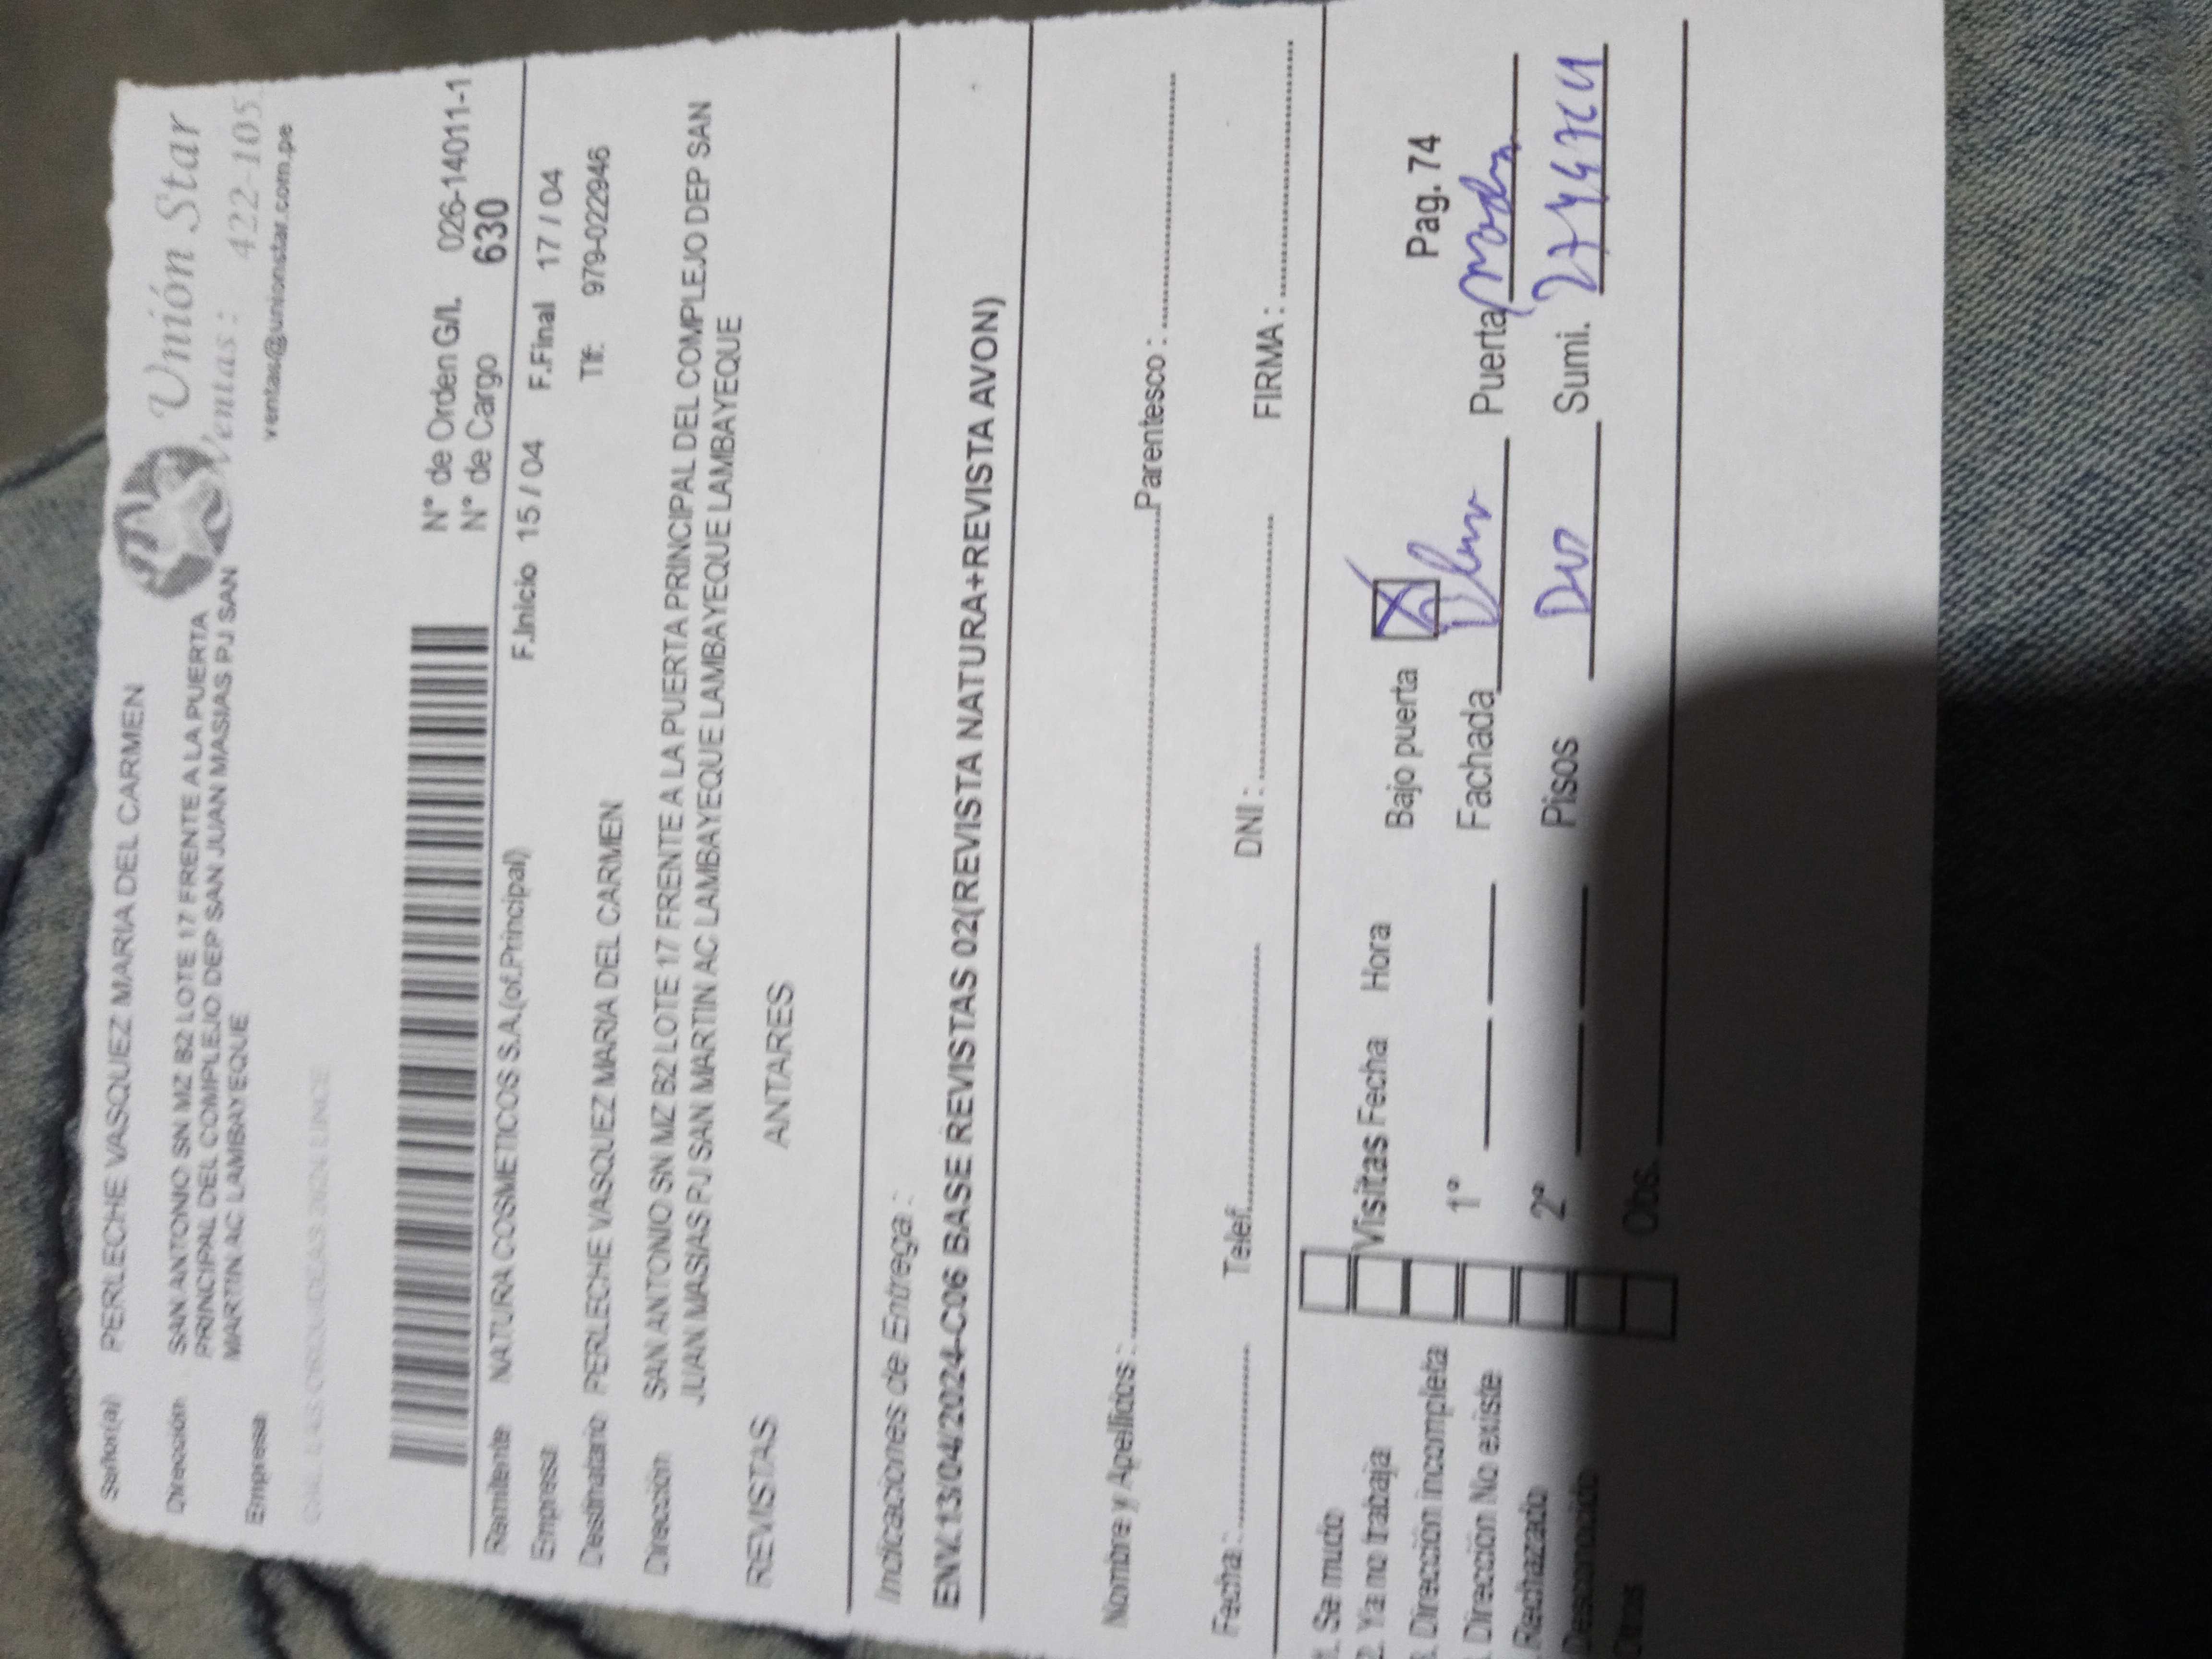 Señor(a) PERLECHE VASQUEZ MARIA DEL CARMEN
Unión Star
Ventas : 422-105
ventas@unionstar.com.pe
Dirección SAN ANTONIO SN MZ B2 LOTE 17 FRENTE A LA PUERTA
PRINCIPAL DEL COMPLEJO DEP SAN JUAN MASIAS PJ SAN
MARTIN AC LAMBAYEQUE
Empresa
N° de Orden G/L 026-14011-1
N° de Cargo 630
Remitente NATURA COSMETICOS S.A.(of.Principal)
F.Inicio 15 / 04 F.Final 17 / 04
Empresa
Tlf: 979-022946
Destinatario PERLECHE VASQUEZ MARIA DEL CARMEN
Dirección SAN ANTONIO SN MZ B2 LOTE 17 FRENTE A LA PUERTA PRINCIPAL DEL COMPLEJO DEP SAN
JUAN MASIAS PJ SAN MARTIN AC LAMBAYEQUE LAMBAYEQUE LAMBAYEQUE
REVISTAS ANTARES
Indicaciones de Entrega :
ENV.13/04/2024-C06 BASE REVISTAS 02(REVISTA NATURA+REVISTA AVON)
Nombre y Apellidos : Parentesco :
Fecha : Telef. DNI : FIRMA :
1. Se mudo
2. Ya no trabaja Visitas Fecha Hora Bajo puerta Pag. 74
. Dirección incompleta 1° Fachada Puerta
. Dirección No existe
Rechazado 2° Pisos Sumi.
Desconocido
Otros Obs.